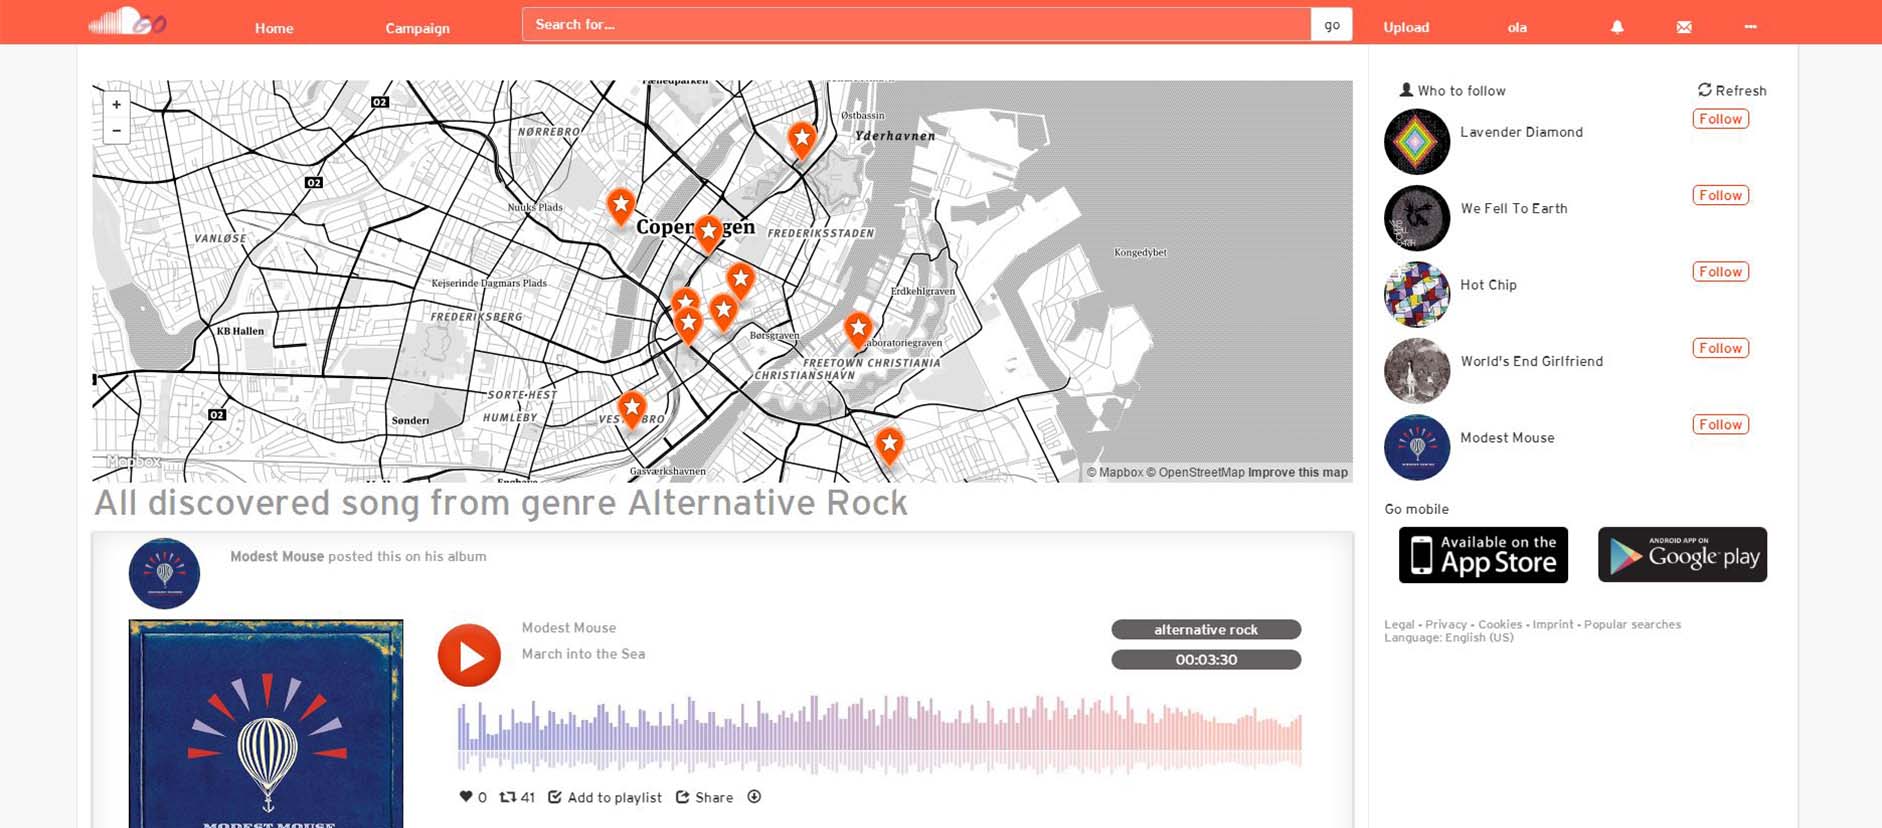 GO
Home
Campaign
Search for...
go
Upload
ola
Who to follow
Refresh
Lavender Diamond
Follow
We Fell To Earth
Follow
Hot Chip
Follow
World's End Girlfriend
Follow
Modest Mouse
Follow
Go mobile
Available on the
App Store
ANDROID APP ON
Google play
Legal - Privacy - Cookies - Imprint - Popular searches
Language: English (US)
+
-
Fælledparken
02
NØRREBRO
Østbassin
Yderhavnen
02
Nuuks Plads
VANLØSE
FREDERIKSSTADEN
Kongedybet
Kejserinde Dagmars Plads
Erdkehlgraven
FREDERIKSBERG
KB Hallen
Børsgraven
FREETOWN CHRISTIANIA
CHRISTIANSHAVN
SORTE-HEST
HUMLEBY
02
Sønderj
Gasværkshavnen
Mapbox
© Mapbox © OpenStreetMap Improve this map
All discovered song from genre Alternative Rock
Modest Mouse posted this on his album
Modest Mouse
March into the Sea
alternative rock
00:03:30
0 41 Add to playlist Share
MODEST MOUSE